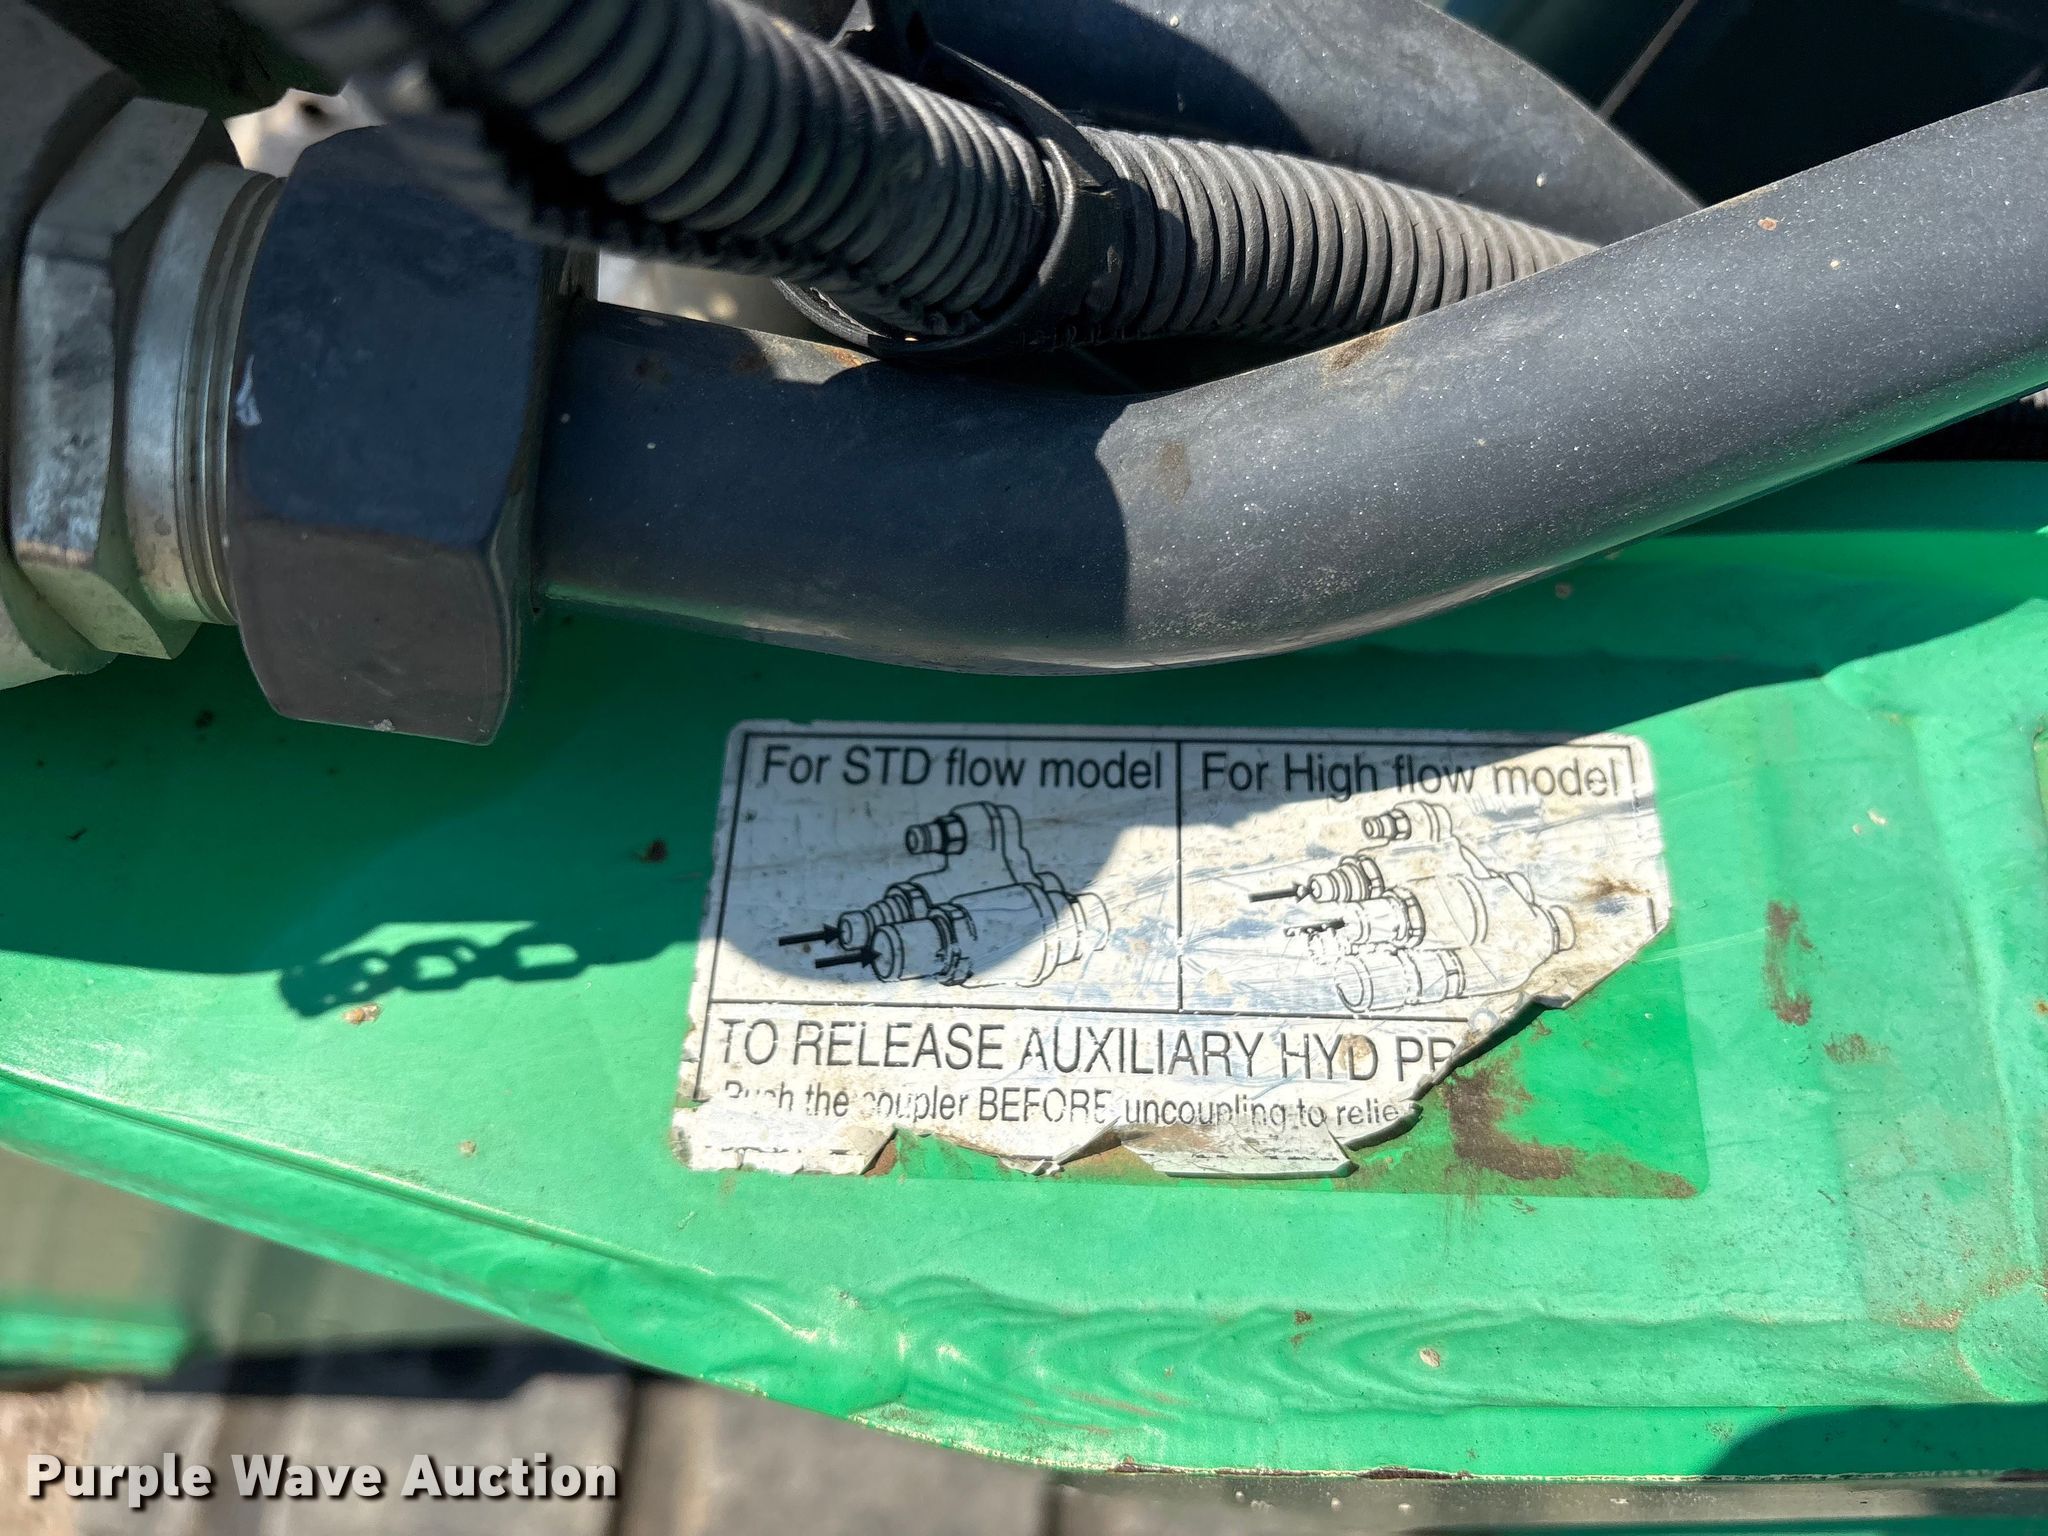 For STD flow model
For High flow model
TO RELEASE AUXILIARY HYD PR
Push the coupler BEFORE uncoupling to relie
Purple Wave Auction